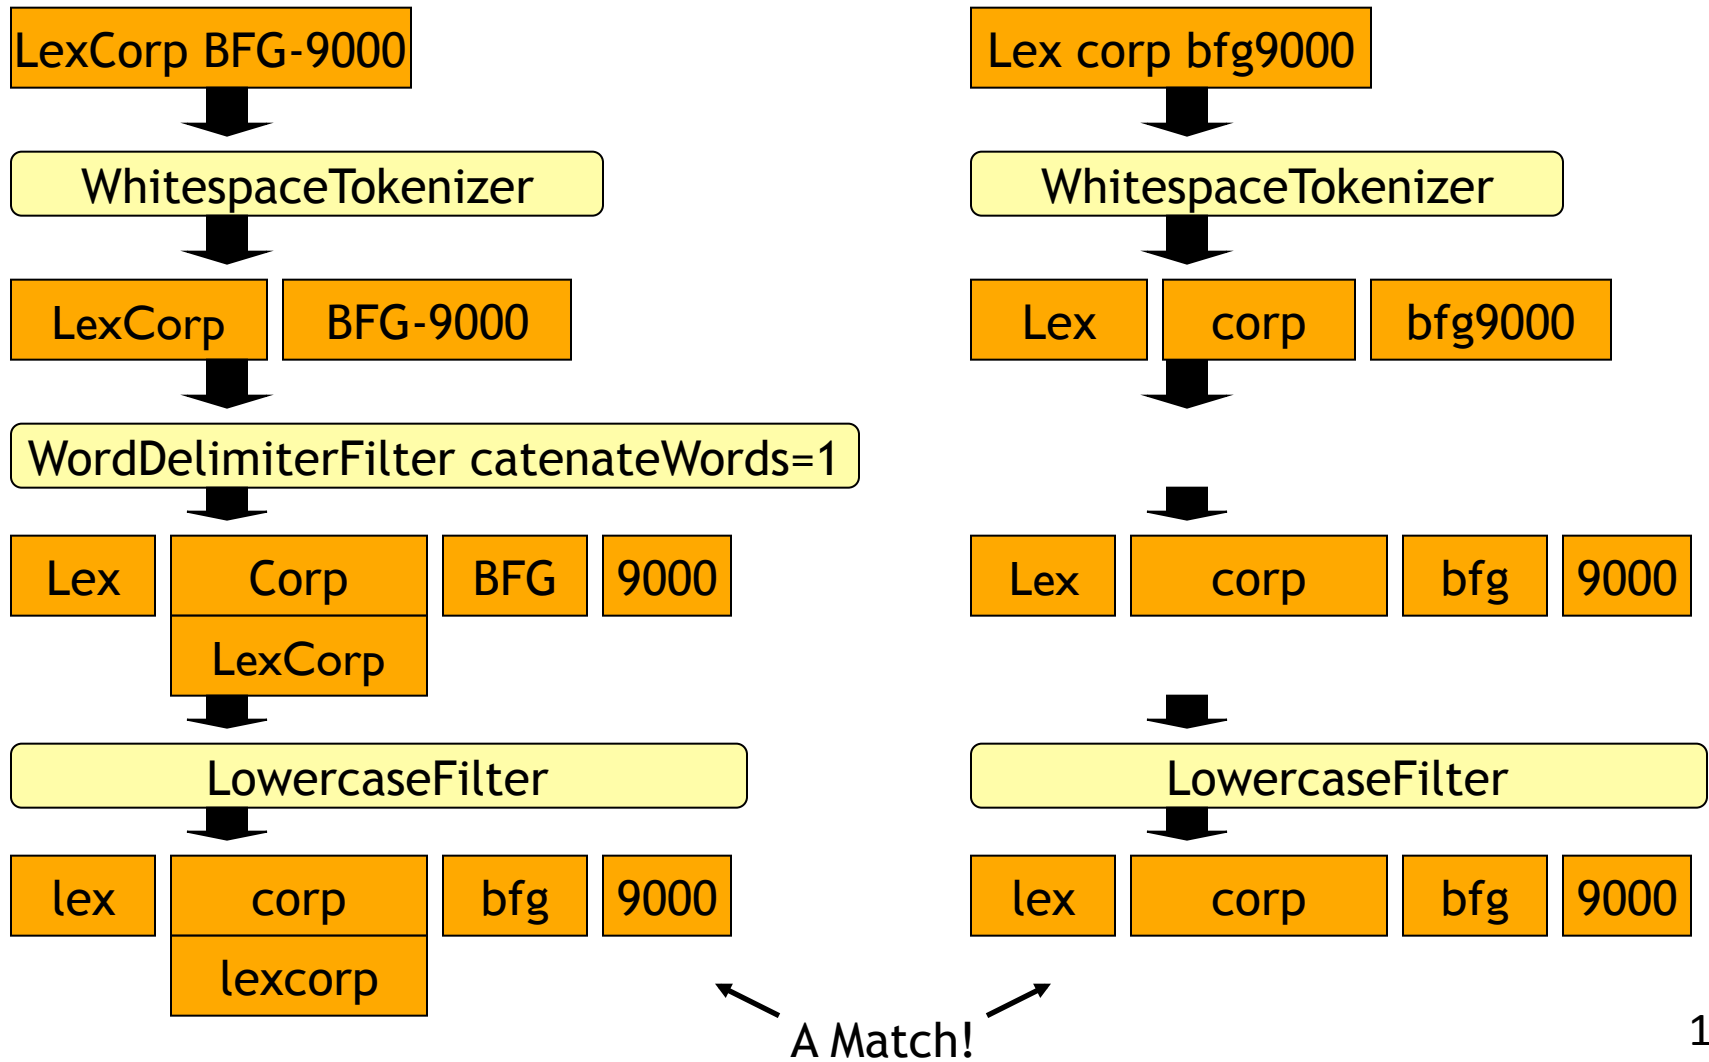 LexCorp BFG-9000
WhitespaceTokenizer
LexCorp BFG-9000
WordDelimiterFilter catenateWords=1
Lex Corp BFG 9000
LexCorp
LowercaseFilter
lex corp bfg 9000
lexcorp
Lex corp bfg9000
WhitespaceTokenizer
Lex corp bfg9000
Lex corp bfg 9000
LowercaseFilter
lex corp bfg 9000
A Match!
1